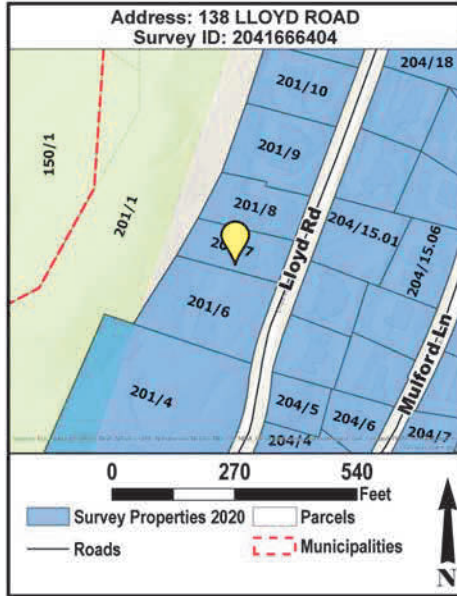 Address: 138 LLOYD ROAD
Survey ID: 2041666404
204/18
201/10
150/1
201/9
201/1
201/8
204/15.01
204/15.06
Lloyd Rd
201/6
Mulford Ln
201/4
204/5
204/6
204/4
204/7
0 270 540
Feet
Survey Properties 2020
Parcels
Roads
Municipalities
N